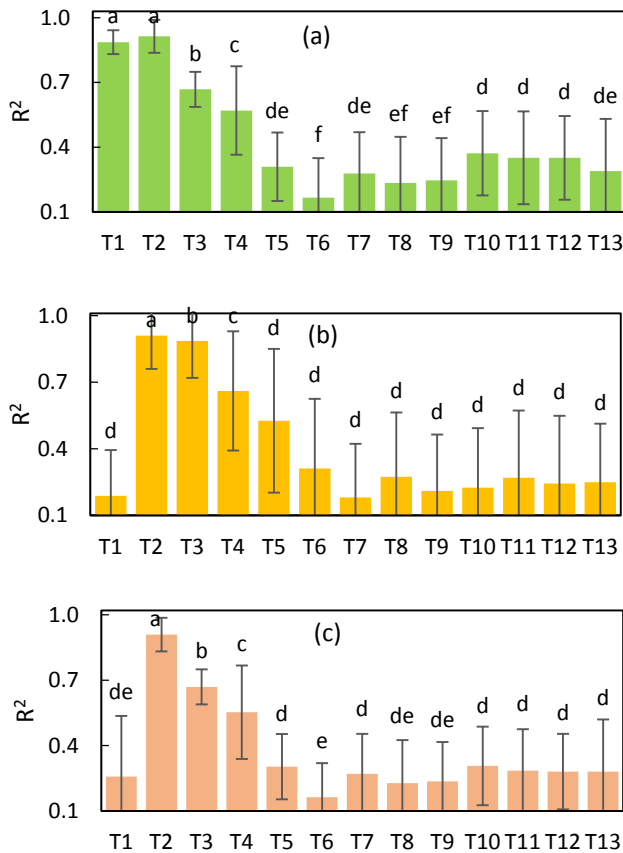 1.0
0.7
0.4
0.1
R²
(a)
a a b c de f de ef ef d d d de
T1 T2 T3 T4 T5 T6 T7 T8 T9 T10 T11 T12 T13
1.0
0.7
0.4
0.1
R²
(b)
d a b c d d d d d d d d d
T1 T2 T3 T4 T5 T6 T7 T8 T9 T10 T11 T12 T13
1.0
0.7
0.4
0.1
R²
(c)
de a b c d e d de de d d d d
T1 T2 T3 T4 T5 T6 T7 T8 T9 T10 T11 T12 T13